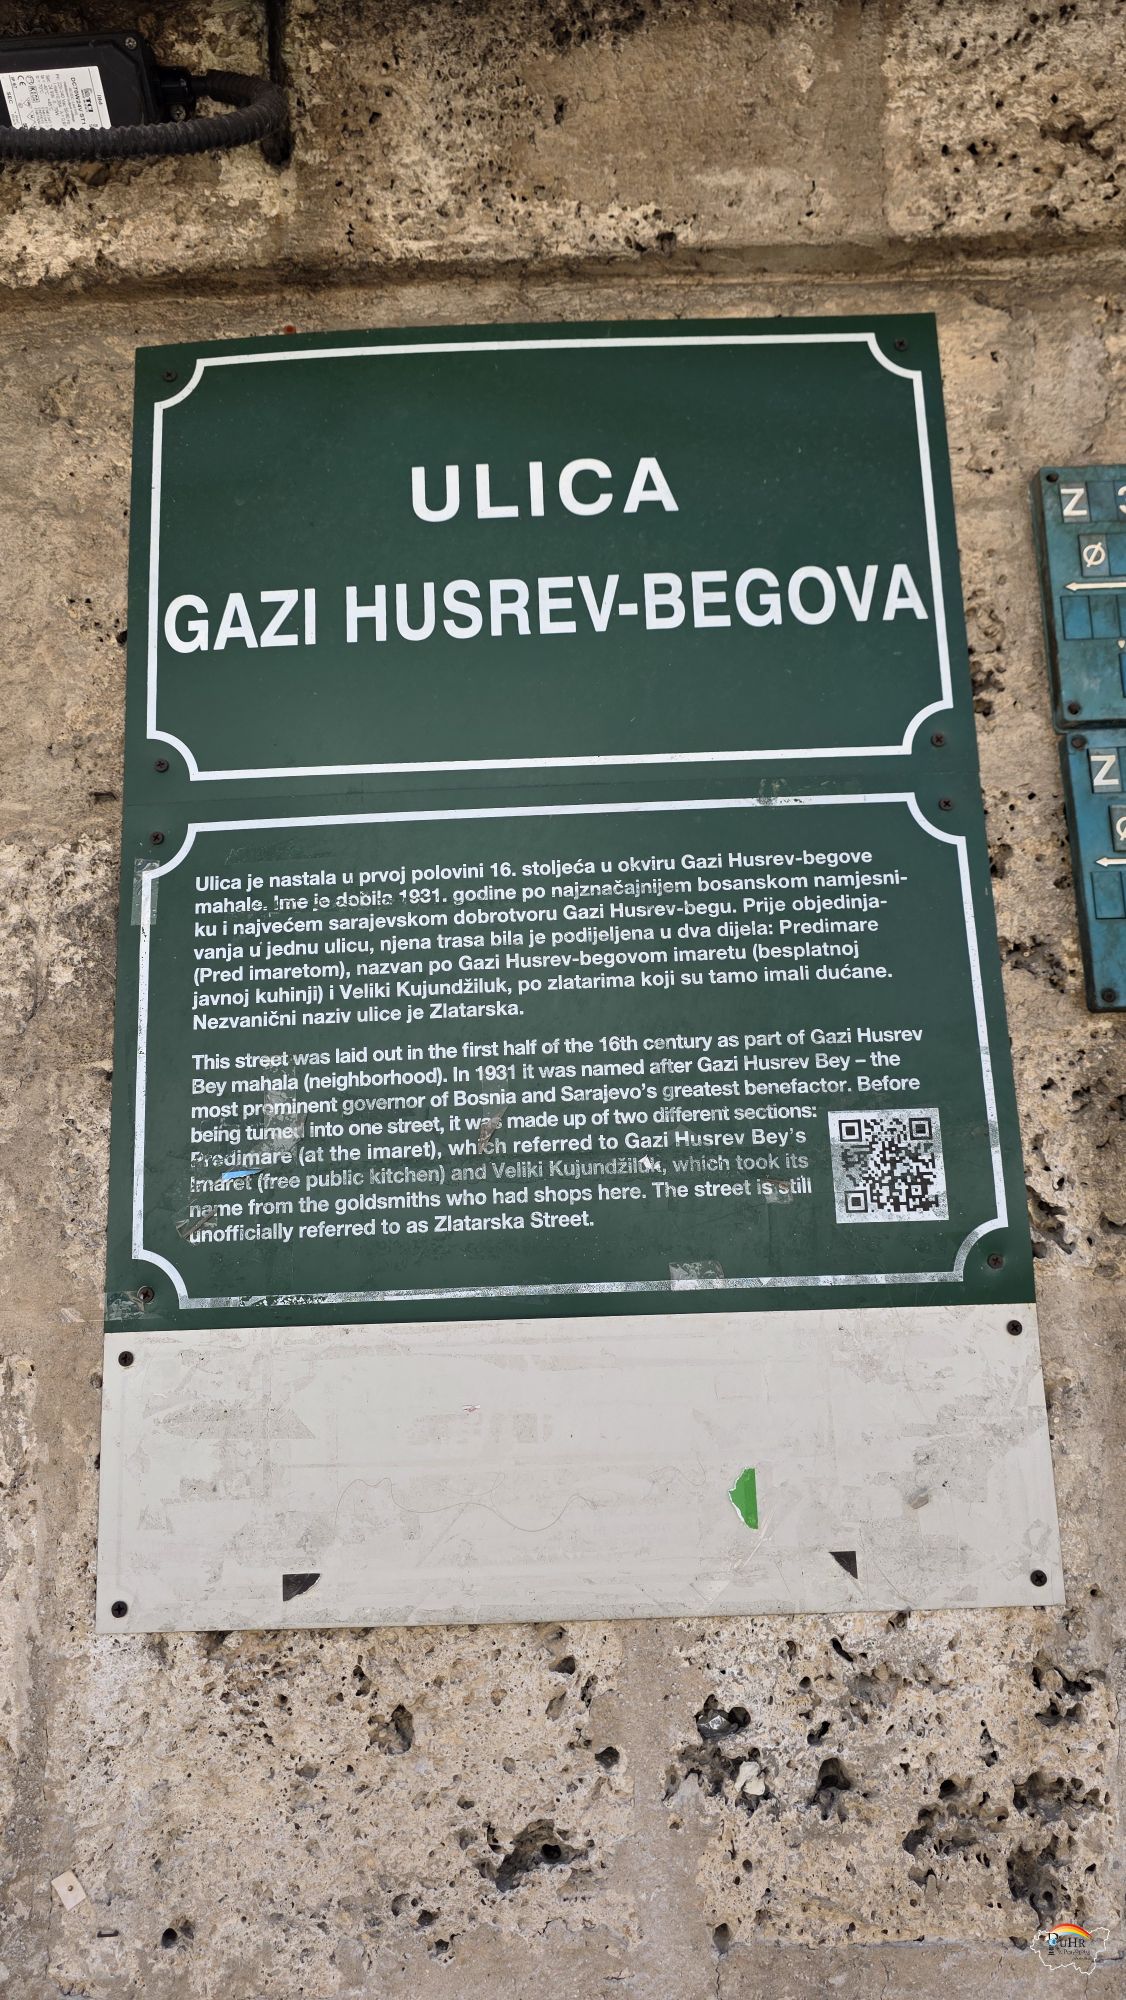 ULICA
GAZI HUSREV-BEGOVA
Ulica je nastala u prvoj polovini 16. stoljeća u okviru Gazi Husrev-begove
mahale. Ime je dobila 1931. godine po najznačajnijem bosanskom namjesni-
ku i najvećem sarajevskom dobrotvoru Gazi Husrev-begu. Prije objedinja-
vanja u jednu ulicu, njena trasa bila je podijeljena u dva dijela: Predimare
(Pred imaretom), nazvan po Gazi Husrev-begovom imaretu (besplatnoj
javnoj kuhinji) i Veliki Kujundžiluk, po zlatarima koji su tamo imali dućane.
Nezvanični naziv ulice je Zlatarska.
This street was laid out in the first half of the 16th century as part of Gazi Husrev
Bey mahala (neighborhood). In 1931 it was named after Gazi Husrev Bey – the
most prominent governor of Bosnia and Sarajevo's greatest benefactor. Before
being turned into one street, it was made up of two different sections:
Predimare (at the imaret), which referred to Gazi Husrev Bey's
Imaret (free public kitchen) and Veliki Kujundžiluk, which took its
name from the goldsmiths who had shops here. The street is still
unofficially referred to as Zlatarska Street.
Z 3
Ø
Z